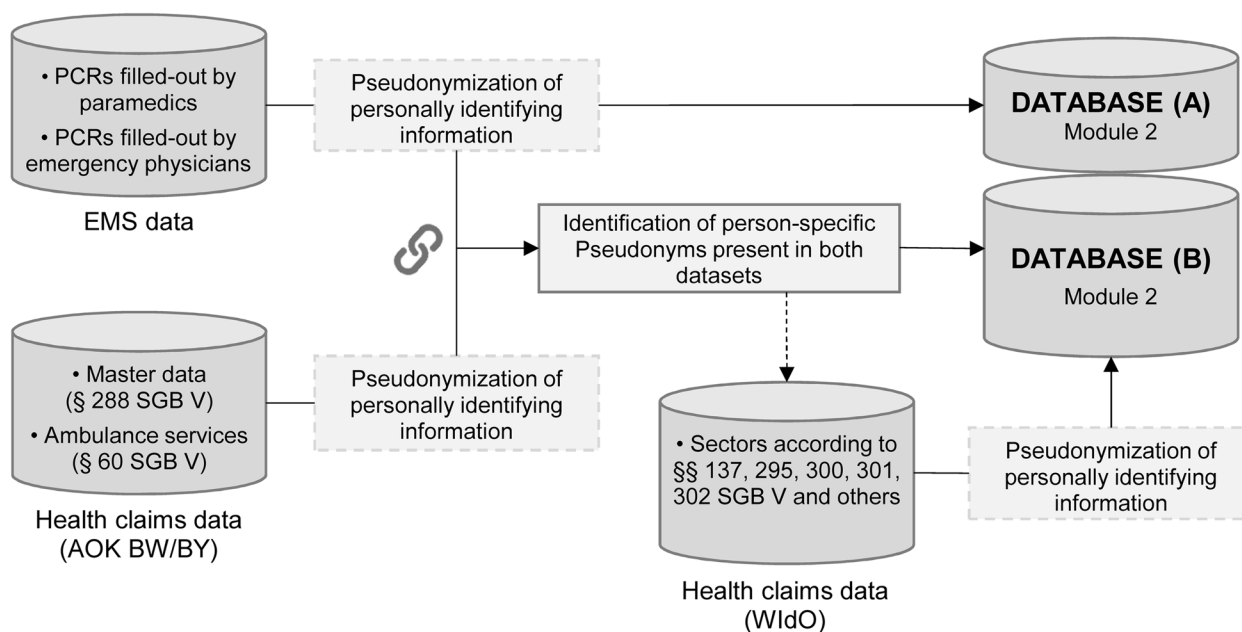 • PCRs filled-out by
paramedics
• PCRs filled-out by
emergency physicians
EMS data
Pseudonymization of
personally identifying
information
DATABASE (A)
Module 2
Identification of person-specific
Pseudonyms present in both
datasets
DATABASE (B)
Module 2
• Master data
(§ 288 SGB V)
• Ambulance services
(§ 60 SGB V)
Health claims data
(AOK BW/BY)
Pseudonymization of
personally identifying
information
• Sectors according to
§§ 137, 295, 300, 301,
302 SGB V and others
Health claims data
(WIdO)
Pseudonymization of
personally identifying
information